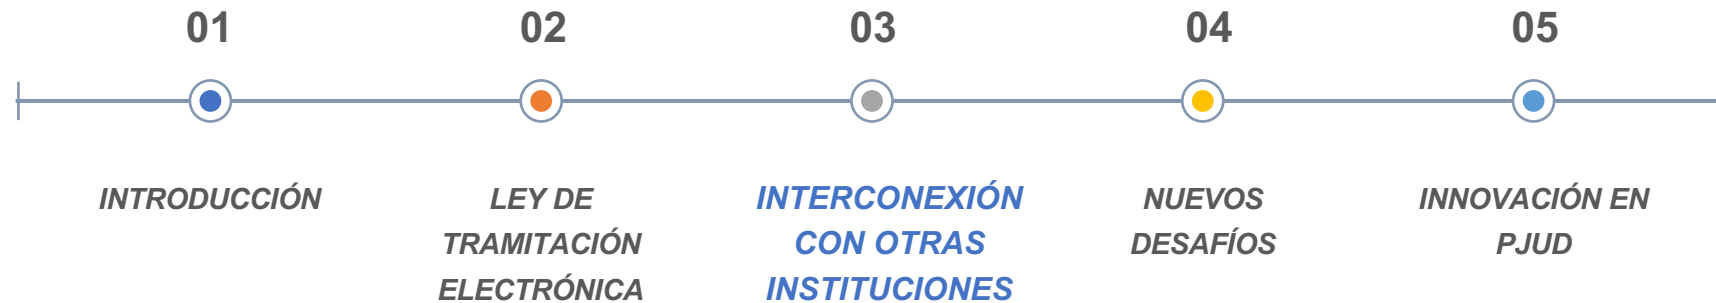 01
02
03
04
05
INTRODUCCIÓN
LEY DE
TRAMITACIÓN
ELECTRÓNICA
INTERCONEXIÓN
CON OTRAS
INSTITUCIONES
NUEVOS
DESAFÍOS
INNOVACIÓN EN
PJUD